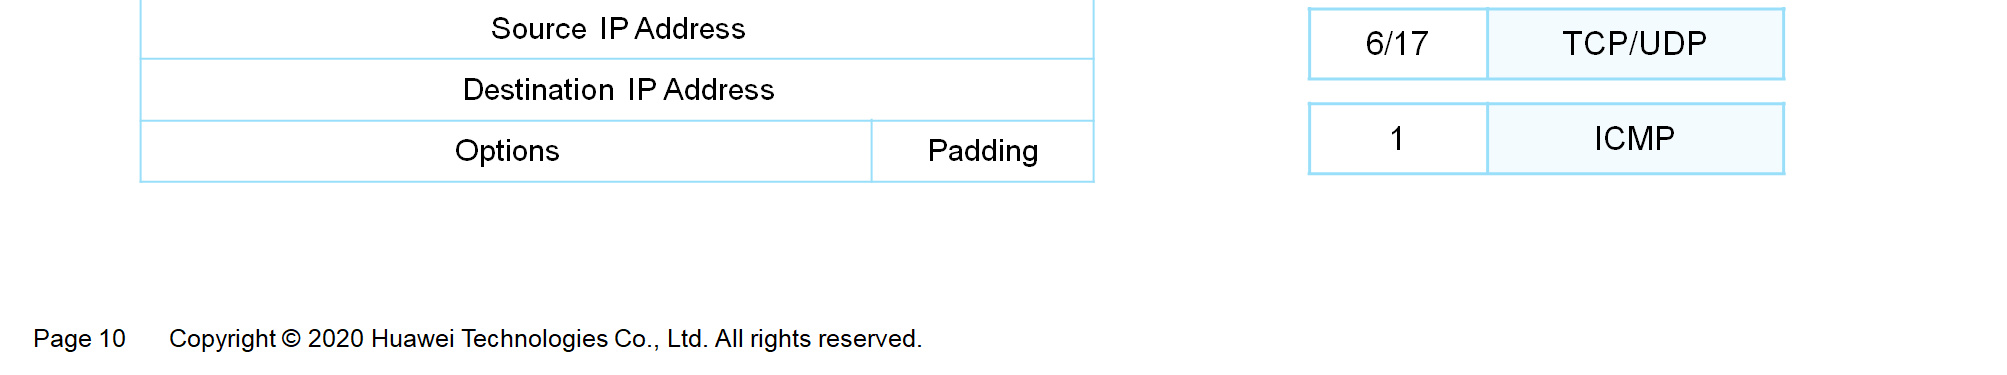 Source IP Address
Destination IP Address
Options Padding
6/17 TCP/UDP
1 ICMP
Page 10 Copyright © 2020 Huawei Technologies Co., Ltd. All rights reserved.